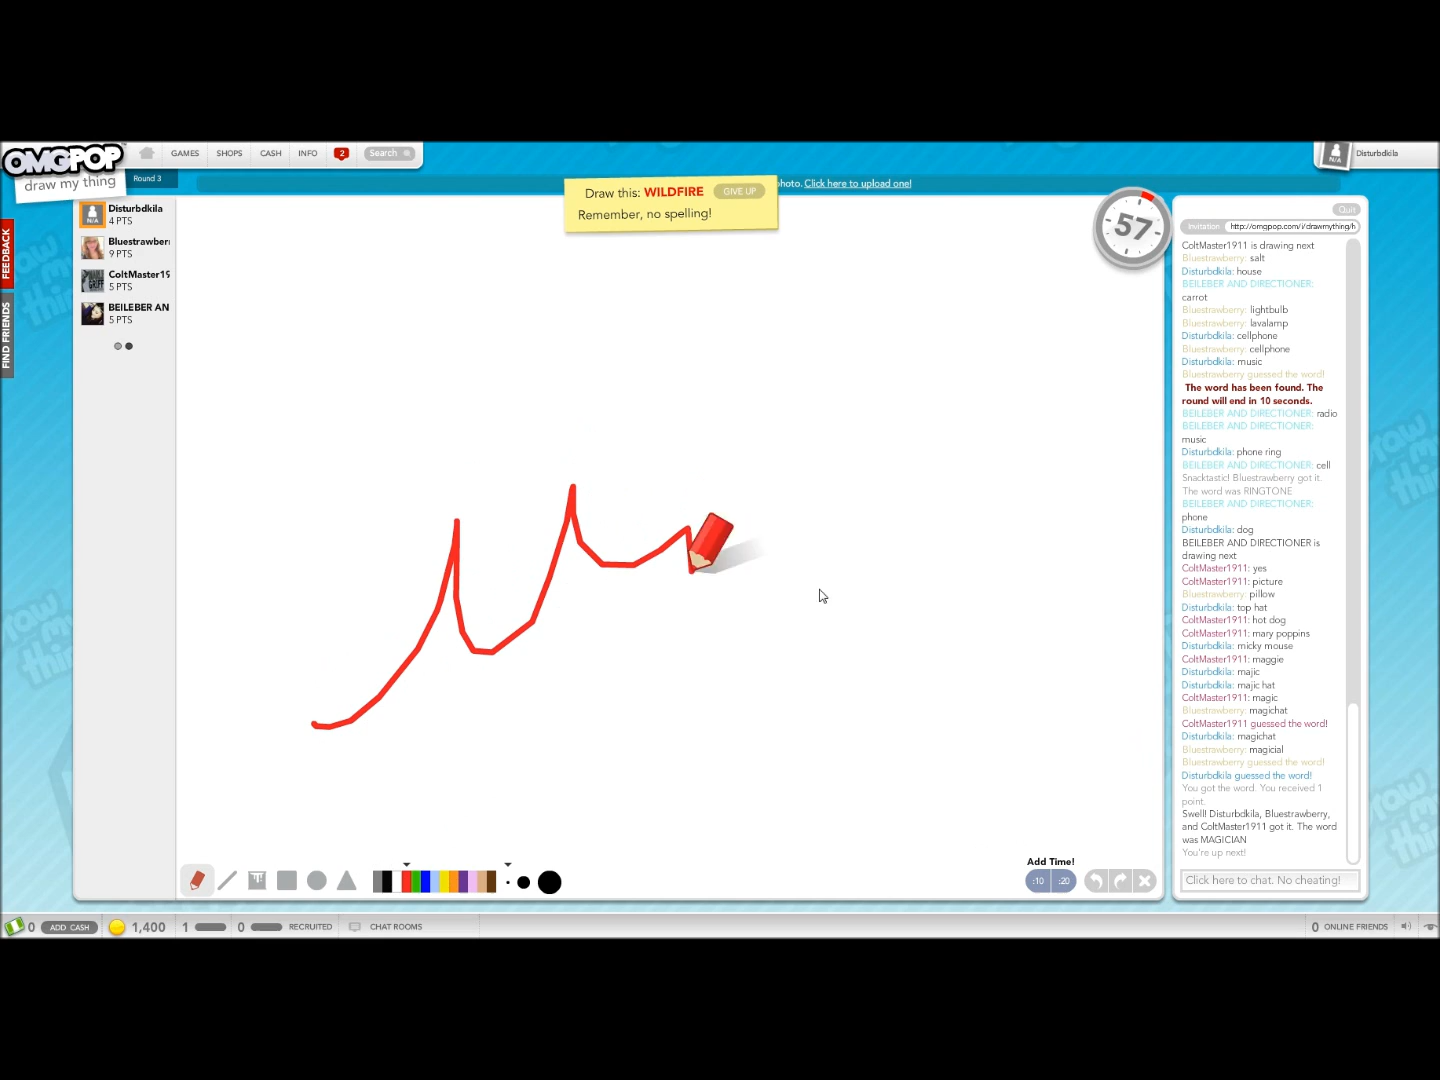 OMGPOP
draw my thing
GAMES
SHOPS
CASH
INFO
2
Search
N/A
Disturbdkila
Round 3
photo. Click here to upload one!
Draw this: WILDFIRE
GIVE UP
Remember, no spelling!
57
FEEDBACK
FIND FRIENDS
N/A
Disturbdkila
4 PTS
Bluestrawberr
9 PTS
ColtMaster19
5 PTS
BEILEBER AN
5 PTS
Quit
Invitation
http://omgpop.com/i/drawmything/h
ColtMaster1911 is drawing next
Bluestrawberry: salt
Disturbdkila: house
BEILEBER AND DIRECTIONER:
carrot
Bluestrawberry: lightbulb
Bluestrawberry: lavalamp
Disturbdkila: cellphone
Bluestrawberry: cellphone
Disturbdkila: music
Bluestrawberry guessed the word!
The word has been found. The
round will end in 10 seconds.
BEILEBER AND DIRECTIONER: radio
BEILEBER AND DIRECTIONER:
music
Disturbdkila: phone ring
BEILEBER AND DIRECTIONER: cell
Snacktastic! Bluestrawberry got it.
The word was RINGTONE
BEILEBER AND DIRECTIONER:
phone
Disturbdkila: dog
BEILEBER AND DIRECTIONER is
drawing next
ColtMaster1911: yes
ColtMaster1911: picture
Bluestrawberry: pillow
Disturbdkila: top hat
ColtMaster1911: hot dog
ColtMaster1911: mary poppins
Disturbdkila: micky mouse
ColtMaster1911: maggie
Disturbdkila: majic
Disturbdkila: majic hat
ColtMaster1911: magic
Bluestrawberry: magichat
ColtMaster1911 guessed the word!
Disturbdkila: magichat
Bluestrawberry: magicial
Bluestrawberry guessed the word!
Disturbdkila guessed the word!
You got the word. You received 1
point.
Swell! Disturbdkila, Bluestrawberry,
and ColtMaster1911 got it. The word
was MAGICIAN
You're up next!
Click here to chat. No cheating!
Add Time!
:10
:20
0
ADD CASH
1,400
1
0
RECRUITED
CHAT ROOMS
0 ONLINE FRIENDS